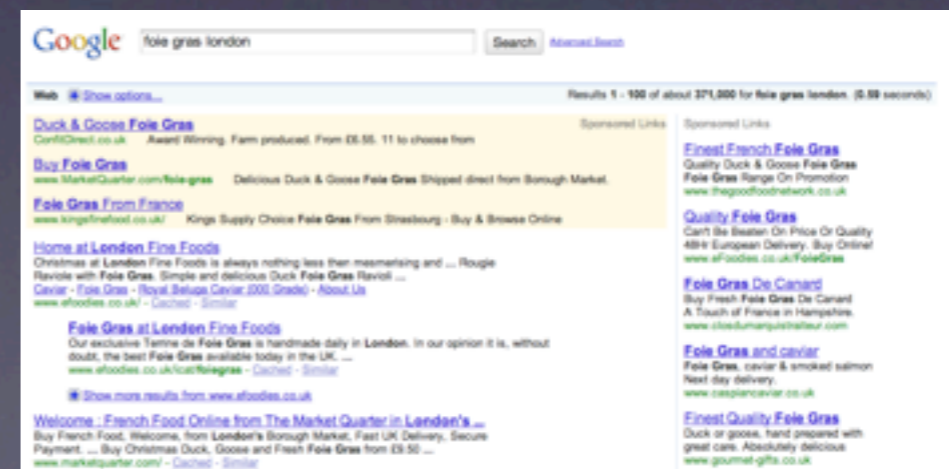 Google foie gras london Search Advanced Search
Web Show options... Results 1 - 100 of about 371,000 for foie gras london. (0.59 seconds)
Duck & Goose Foie Gras Sponsored Links
ConfitDirect.co.uk Award Winning. Farm produced. From £6.55. 11 to choose from
Buy Foie Gras
www.MarketQuarter.com/foie-gras Delicious Duck & Goose Foie Gras Shipped direct from Borough Market.
Foie Gras From France
www.kingsfinefood.co.uk/ Kings Supply Choice Foie Gras From Strasbourg - Buy & Browse Online
Home at London Fine Foods
Christmas at London Fine Foods is always nothing less then mesmerising and ... Rougie
Raviole with Foie Gras. Simple and delicious Duck Foie Gras Ravioli ...
Caviar - Foie Gras - Royal Beluga Caviar (000 Grade) - About Us
www.efoodies.co.uk/ - Cached - Similar
Foie Gras at London Fine Foods
Our exclusive Terrine de Foie Gras is handmade daily in London. In our opinion it is, without
doubt, the best Foie Gras available today in the UK. ...
www.efoodies.co.uk/icat/foiegras - Cached - Similar
Show more results from www.efoodies.co.uk
Welcome : French Food Online from The Market Quarter in London's ...
Buy French Food, Welcome, from London's Borough Market, Fast UK Delivery, Secure
Payment. ... Buy Christmas Duck, Goose and Fresh Foie Gras from £9.50 ...
www.marketquarter.com/ - Cached - Similar
Sponsored Links
Finest French Foie Gras
Quality Duck & Goose Foie Gras
Foie Gras Range On Promotion
www.thegoodfoodnetwork.co.uk
Quality Foie Gras
Can't Be Beaten On Price Or Quality
48Hr European Delivery. Buy Online!
www.eFoodies.co.uk/FoieGras
Foie Gras De Canard
Buy Fresh Foie Gras De Canard
A Touch of France in Hampshire.
www.closdumarquistraiteur.com
Foie Gras and caviar
Foie Gras, caviar & smoked salmon
Next day delivery.
www.caspiancaviar.co.uk
Finest Quality Foie Gras
Duck or goose, hand prepared with
great care. Absolutely delicious
www.gourmet-gifts.co.uk